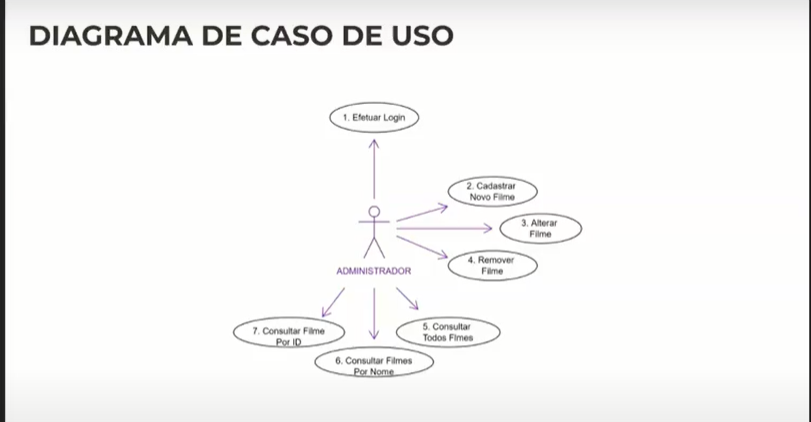 DIAGRAMA DE CASO DE USO
1. Efetuar Login
2. Cadastrar
Novo Filme
3. Alterar
Filme
4. Remover
Filme
ADMINISTRADOR
5. Consultar
Todos Flmes
7. Consultar Filme
Por ID
6. Consultar Filmes
Por Nome